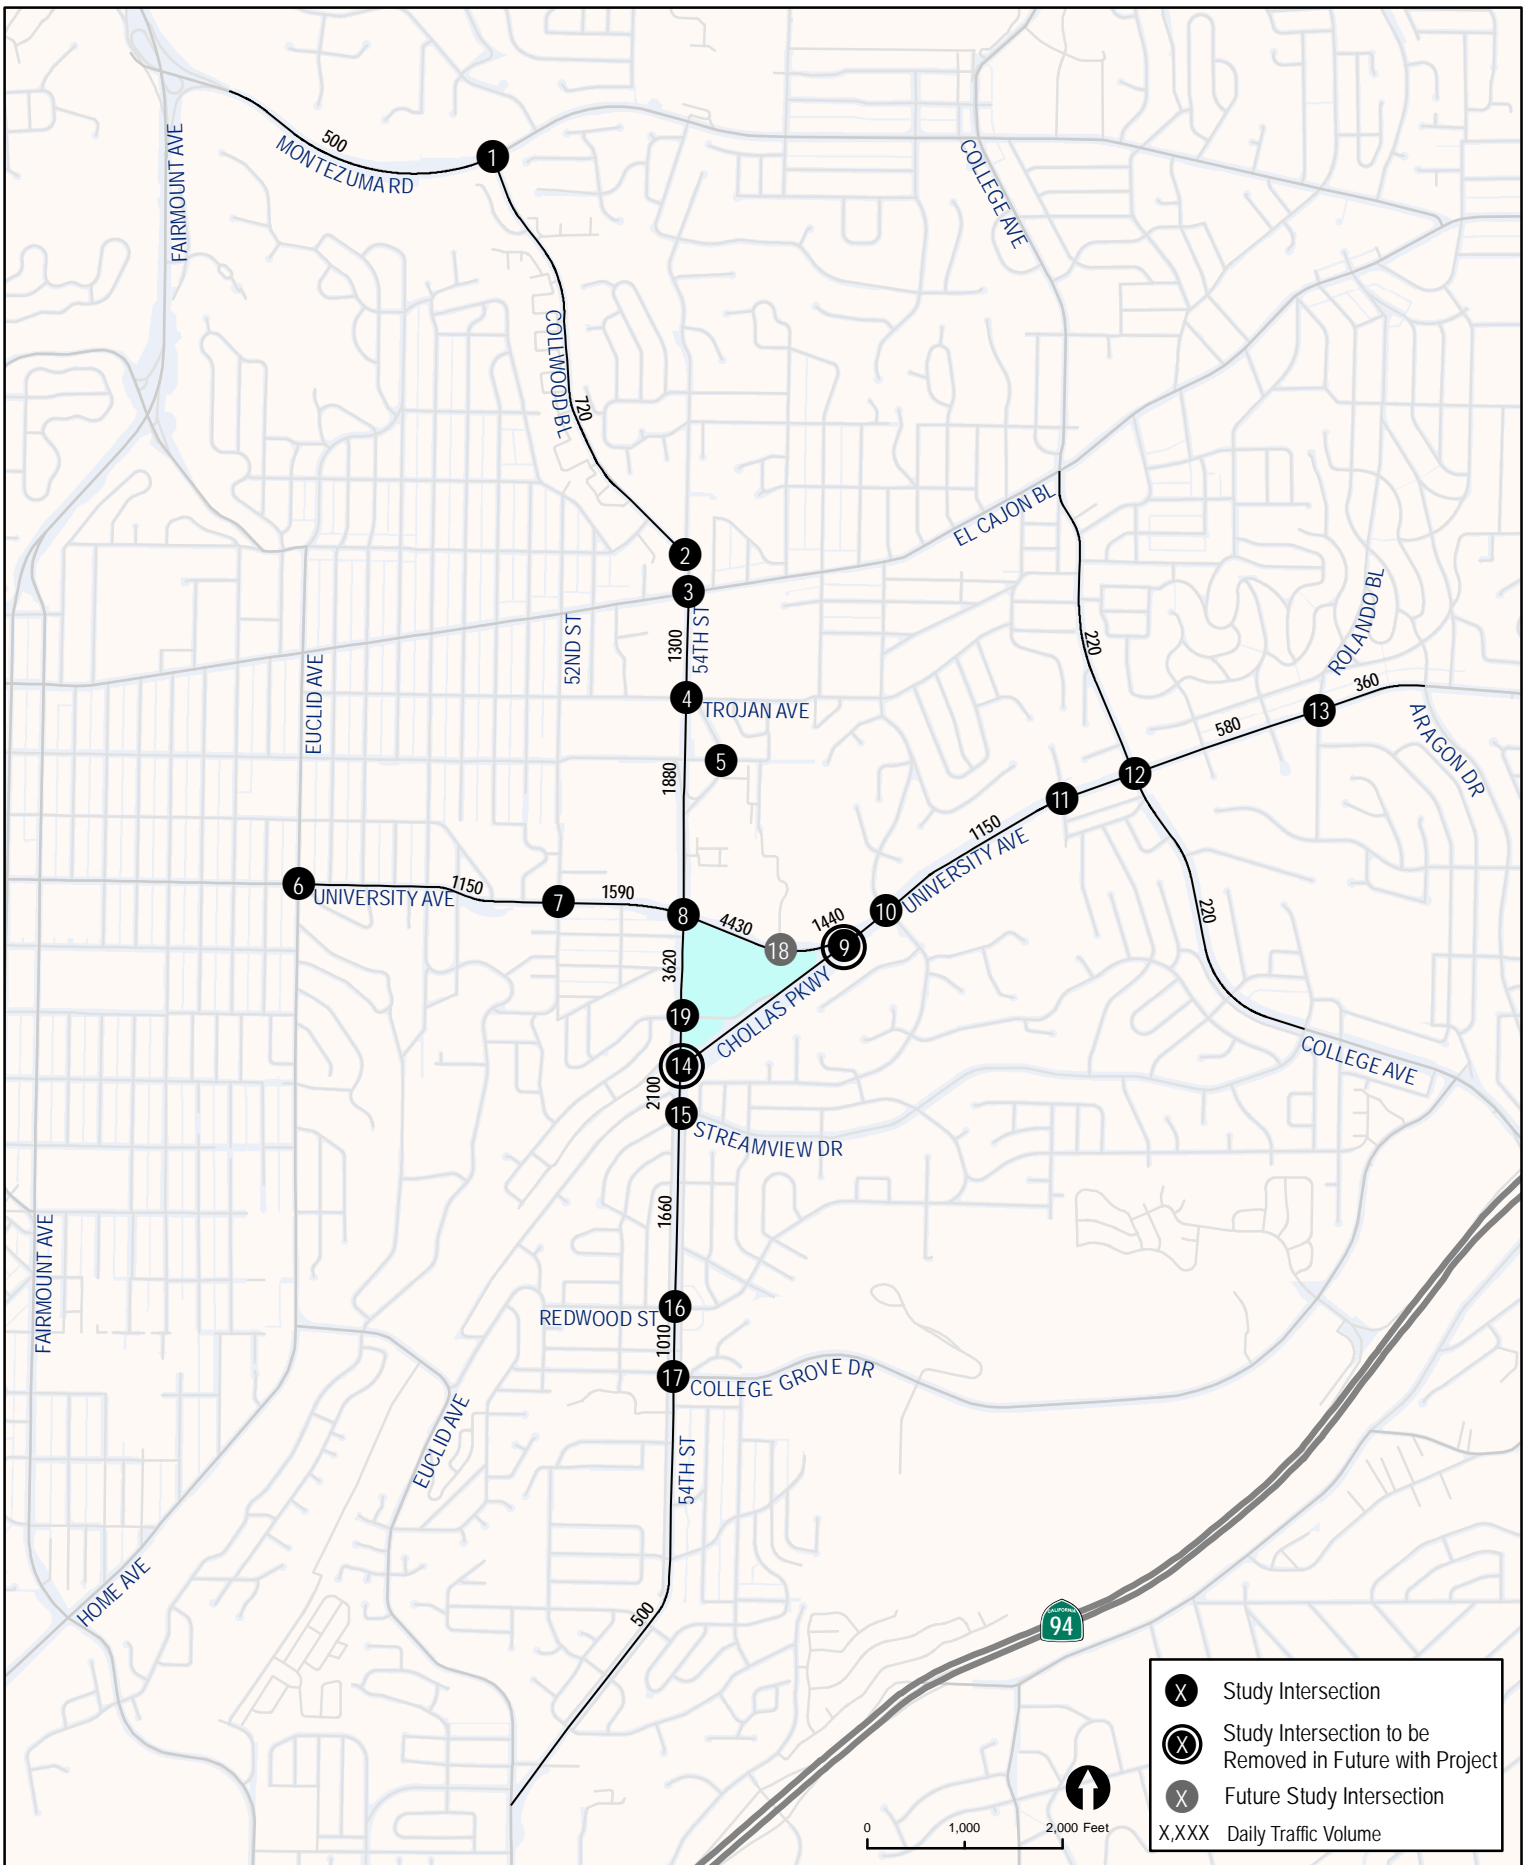 500
MONTEZUMA RD
1
FAIRMOUNT AVE
COLLEGE AVE
COLLWOOD BL
720
EL CAJON BL
2
3
1300
54TH ST
52ND ST
EUCLID AVE
4
TROJAN AVE
5
1880
220
ROLANDO BL
360
13
580
ARAGON DR
12
11
1150
UNIVERSITY AVE
6
UNIVERSITY AVE
1150
7
1590
8
4430
18
1440
9
10
220
3620
19
CHOLLAS PKWY
14
2100
15
STREAMVIEW DR
COLLEGE AVE
1660
FAIRMOUNT AVE
REDWOOD ST
16
1010
17
COLLEGE GROVE DR
EUCLID AVE
54TH ST
HOME AVE
500
CALIFORNIA
94
X Study Intersection
X Study Intersection to be
Removed in Future with Project
X Future Study Intersection
X,XXX Daily Traffic Volume
0 1,000 2,000 Feet